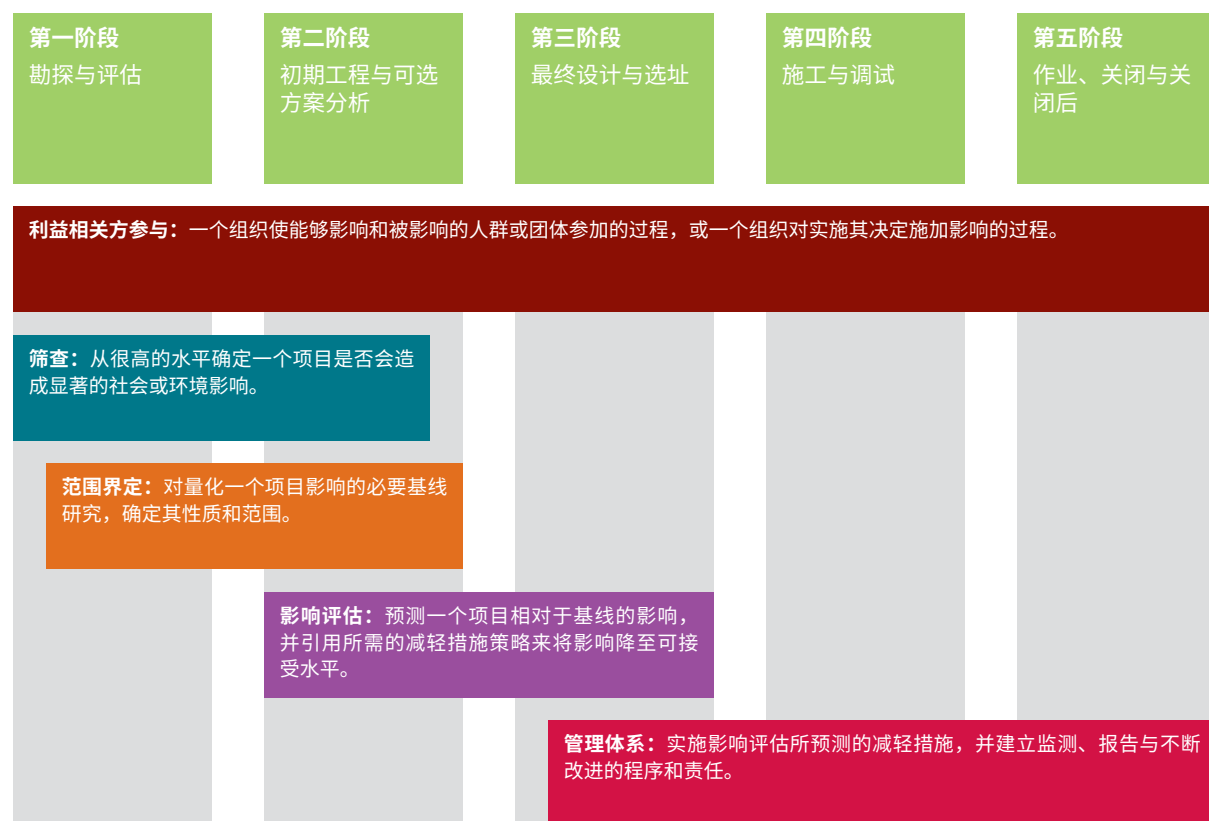 第一阶段
勘探与评估
第二阶段
初期工程与可选
方案分析
第三阶段
最终设计与选址
第四阶段
施工与调试
第五阶段
作业、关闭与关
闭后
利益相关方参与：一个组织使能够影响和被影响的人群或团体参加的过程，或一个组织对实施其决定施加影响的过程。
筛查：从很高的水平确定一个项目是否会造
成显著的社会或环境影响。
范围界定：对量化一个项目影响的必要基线
研究，确定其性质和范围。
影响评估：预测一个项目相对于基线的影响，
并引用所需的减轻措施策略来将影响降至可接
受水平。
管理体系：实施影响评估所预测的减轻措施，并建立监测、报告与不断
改进的程序和责任。